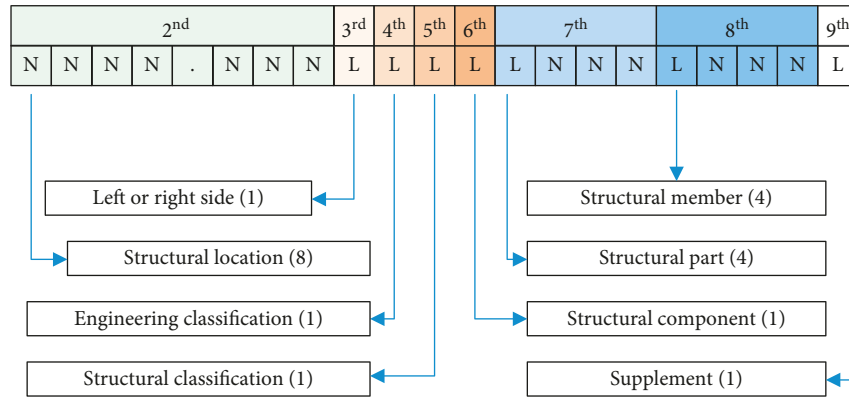 2nd 3rd 4th 5th 6th 7th 8th 9th
N N N N . N N N L L L L L N N N L N N N L
Left or right side (1) Structural member (4)
Structural location (8) Structural part (4)
Engineering classification (1) Structural component (1)
Structural classification (1) Supplement (1)